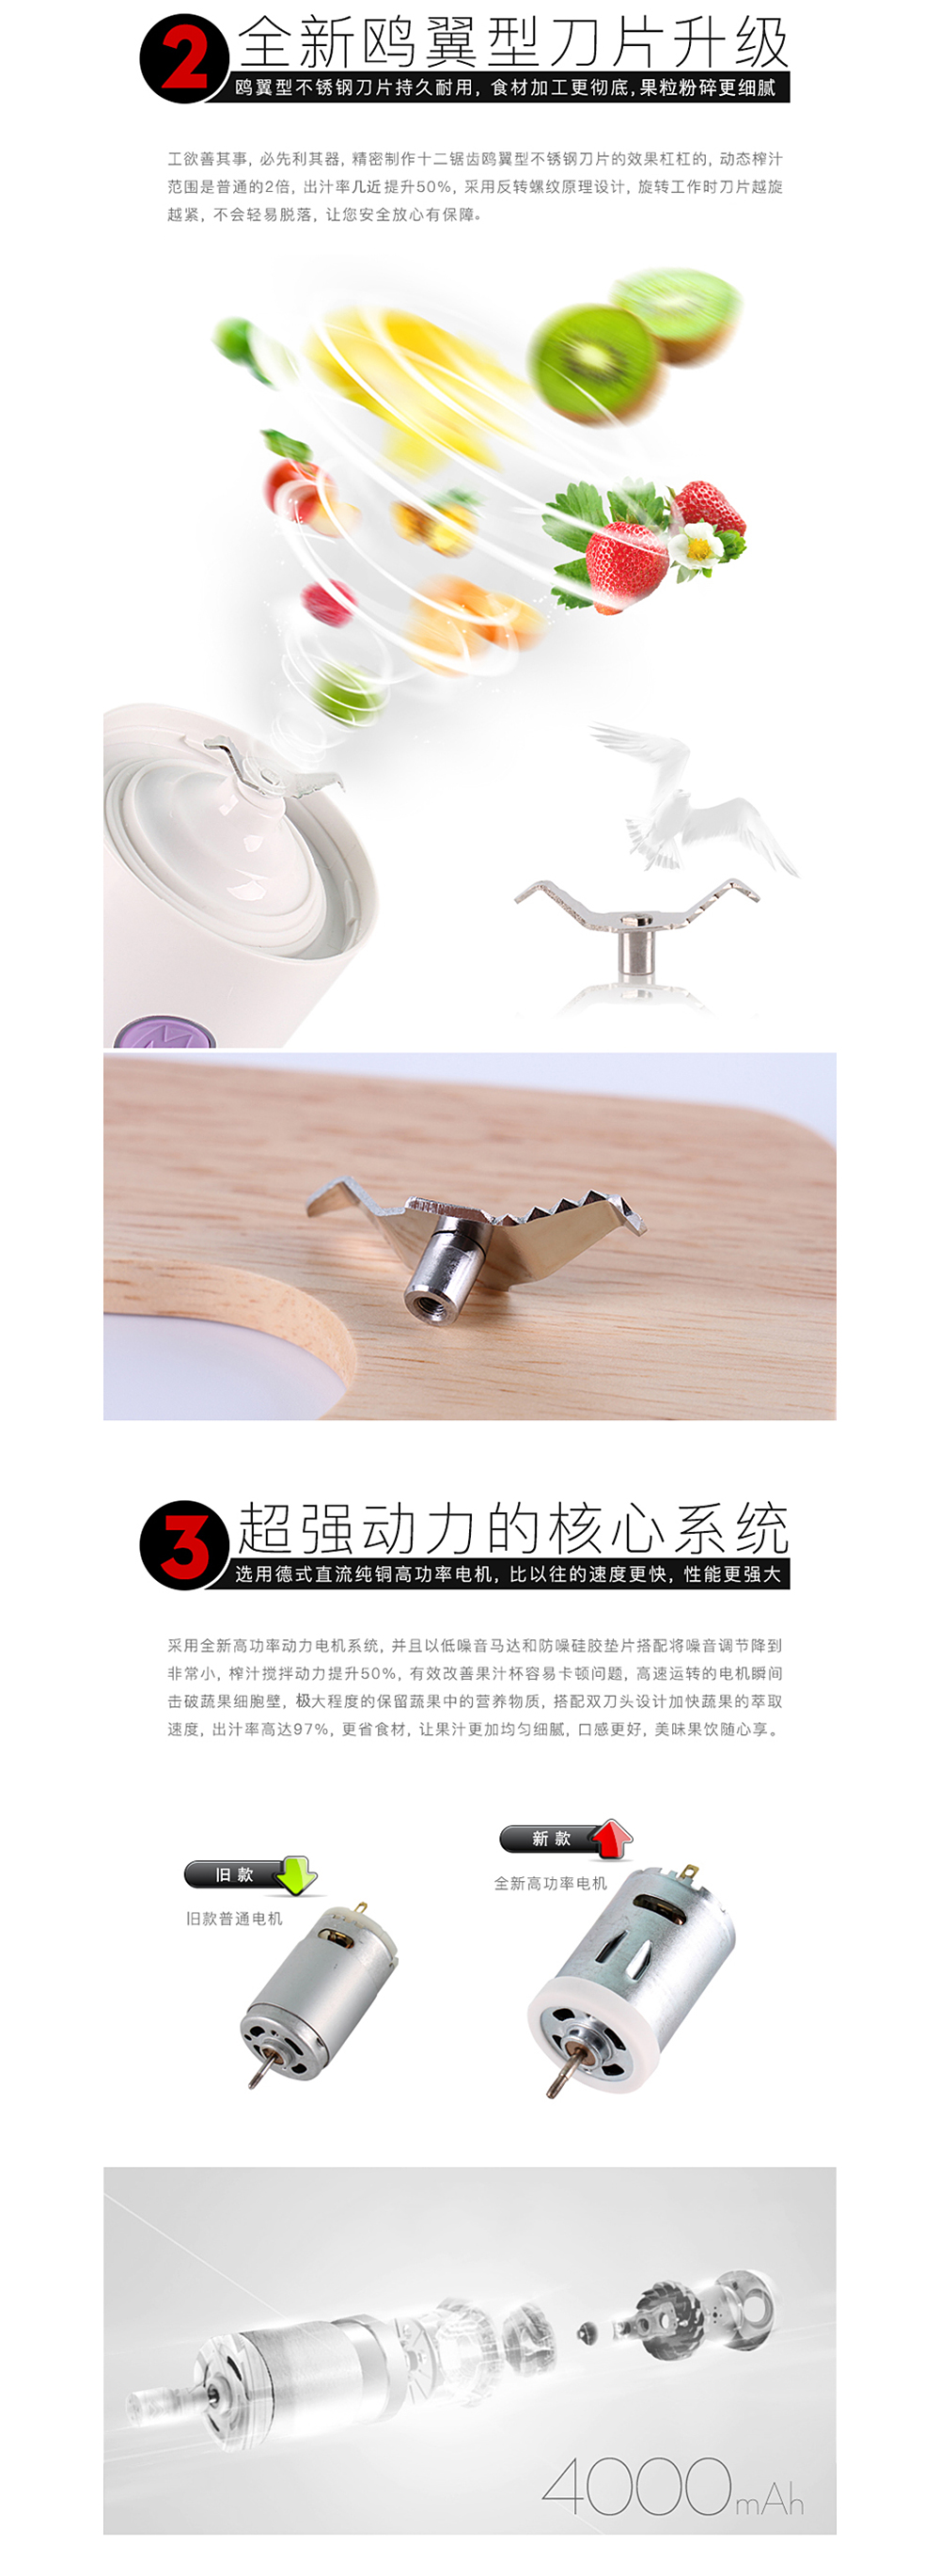 2
全新鸥翼型刀片升级
鸥翼型不锈钢刀片持久耐用, 食材加工更彻底, 果粒粉碎更细腻
工欲善其事, 必先利其器, 精密制作十二锯齿鸥翼型不锈钢刀片的效果杠杠的, 动态榨汁
范围是普通的2倍, 出汁率几近提升50%, 采用反转螺纹原理设计, 旋转工作时刀片越旋
越紧, 不会轻易脱落, 让您安全放心有保障。
3
超强动力的核心系统
选用德式直流纯铜高功率电机, 比以往的速度更快, 性能更强大
采用全新高功率动力电机系统, 并且以低噪音马达和防噪硅胶垫片搭配将噪音调节降到
非常小, 榨汁搅拌动力提升50%, 有效改善果汁杯容易卡顿问题, 高速运转的电机瞬间
击破蔬果细胞壁, 极大程度的保留蔬果中的营养物质, 搭配双刀头设计加快蔬果的萃取
速度, 出汁率高达97%, 更省食材, 让果汁更加均匀细腻, 口感更好, 美味果饮随心享。
新款
全新高功率电机
旧款
旧款普通电机
4000mAh